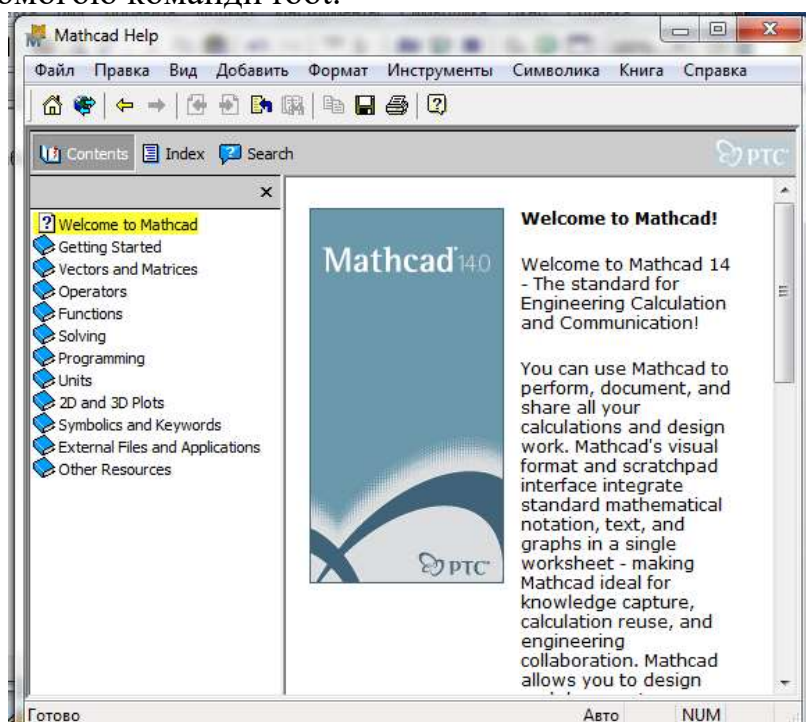 омогою команди root.
Mathcad Help
Файл Правка Вид Добавить Формат Инструменты Символика Книга Справка
Contents Index Search
PTC
Welcome to Mathcad
Getting Started
Vectors and Matrices
Operators
Functions
Solving
Programming
Units
2D and 3D Plots
Symbolics and Keywords
External Files and Applications
Other Resources
Mathcad 14.0
PTC
Welcome to Mathcad!
Welcome to Mathcad 14
- The standard for
Engineering Calculation
and Communication!
You can use Mathcad to
perform, document, and
share all your
calculations and design
work. Mathcad's visual
format and scratchpad
interface integrate
standard mathematical
notation, text, and
graphs in a single
worksheet - making
Mathcad ideal for
knowledge capture,
calculation reuse, and
engineering
collaboration. Mathcad
allows you to design
Готово
Авто NUM